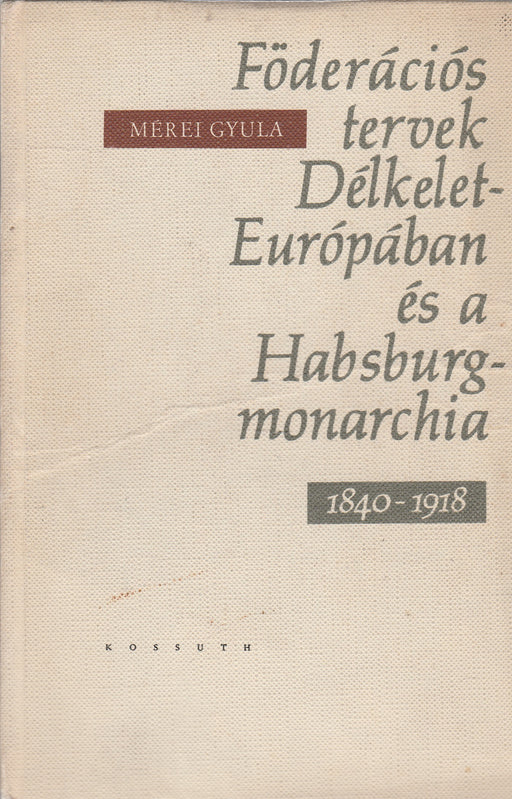 Föderációs
MÉREI GYULA
tervek
Délkelet-
Európában
és a
Habsburg-
monarchia
1840-1918
KOSSUTH